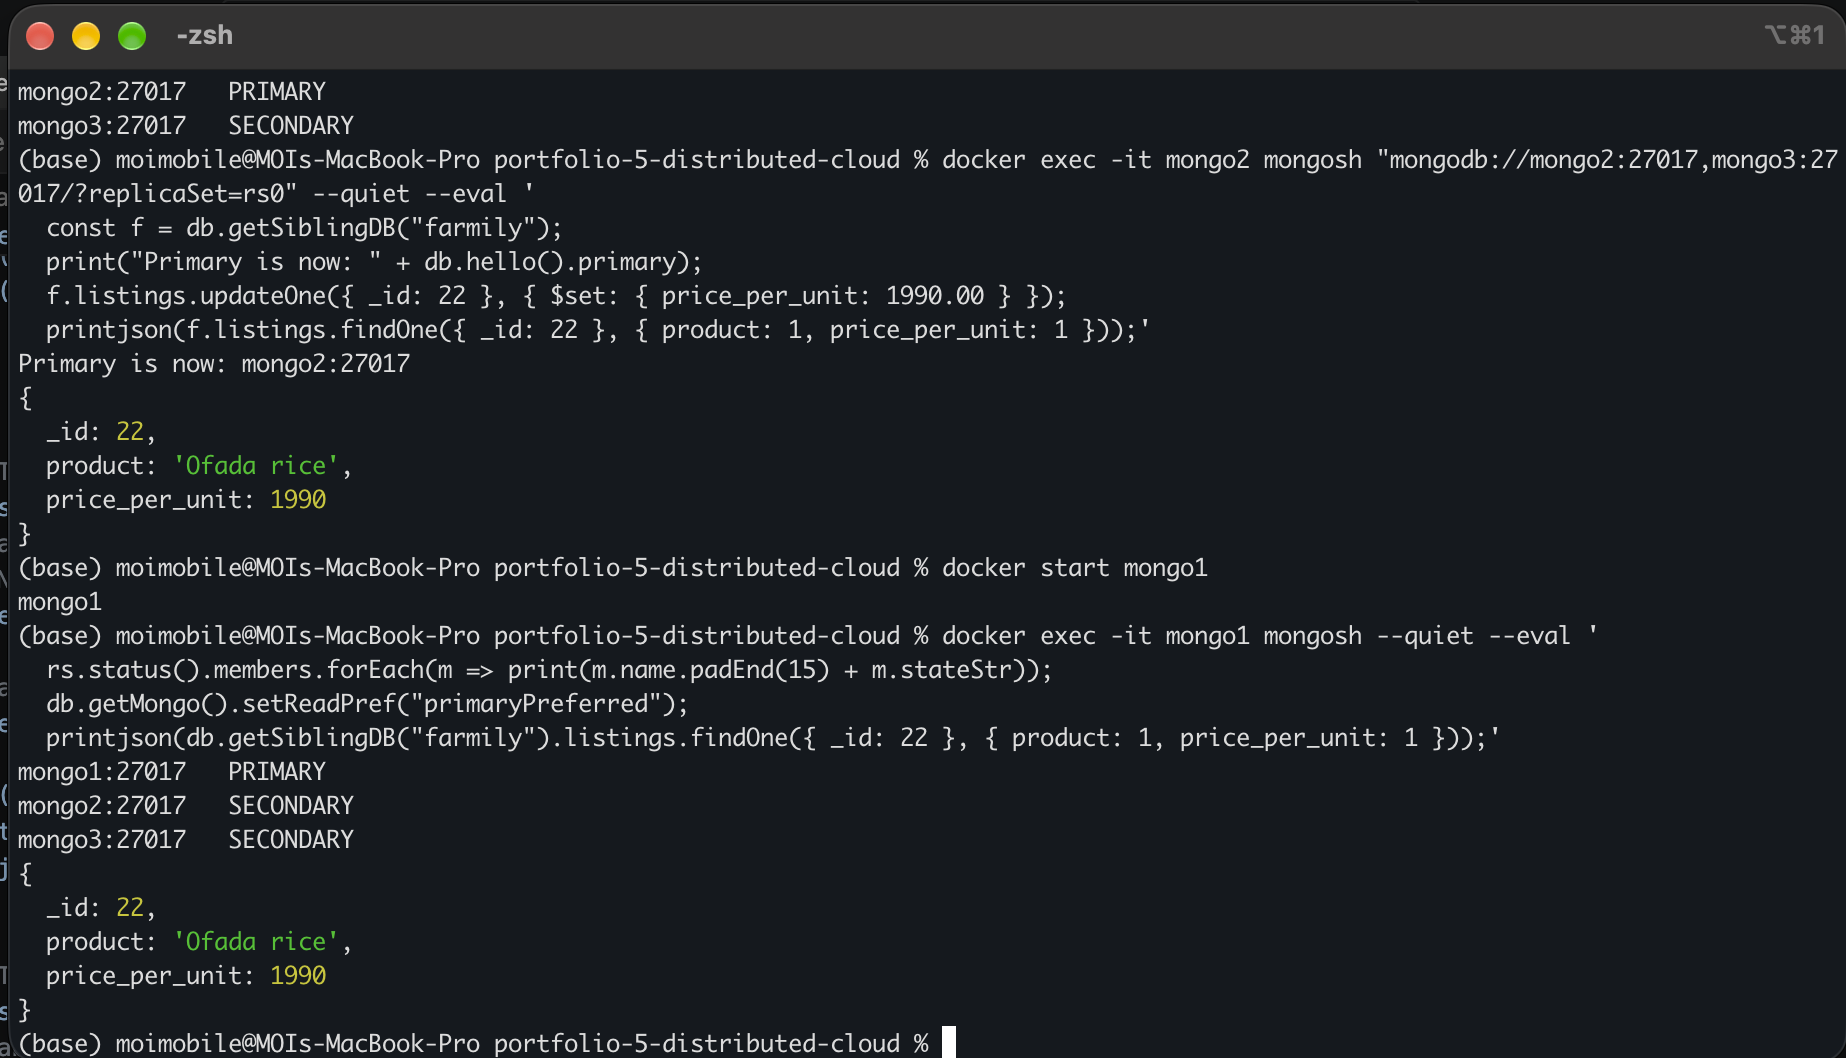 -zsh
⌥⌘1
mongo2:27017   PRIMARY
mongo3:27017   SECONDARY
(base) moimobile@MOIs-MacBook-Pro portfolio-5-distributed-cloud % docker exec -it mongo2 mongosh "mongodb://mongo2:27017,mongo3:27
017/?replicaSet=rs0" --quiet --eval '
  const f = db.getSiblingDB("farmily");
  print("Primary is now: " + db.hello().primary);
  f.listings.updateOne({ _id: 22 }, { $set: { price_per_unit: 1990.00 } });
  printjson(f.listings.findOne({ _id: 22 }, { product: 1, price_per_unit: 1 }));'
Primary is now: mongo2:27017
{
  _id: 22,
  product: 'Ofada rice',
  price_per_unit: 1990
}
(base) moimobile@MOIs-MacBook-Pro portfolio-5-distributed-cloud % docker start mongo1
mongo1
(base) moimobile@MOIs-MacBook-Pro portfolio-5-distributed-cloud % docker exec -it mongo1 mongosh --quiet --eval '
  rs.status().members.forEach(m => print(m.name.padEnd(15) + m.stateStr));
  db.getMongo().setReadPref("primaryPreferred");
  printjson(db.getSiblingDB("farmily").listings.findOne({ _id: 22 }, { product: 1, price_per_unit: 1 }));'
mongo1:27017   PRIMARY
mongo2:27017   SECONDARY
mongo3:27017   SECONDARY
{
  _id: 22,
  product: 'Ofada rice',
  price_per_unit: 1990
}
(base) moimobile@MOIs-MacBook-Pro portfolio-5-distributed-cloud %